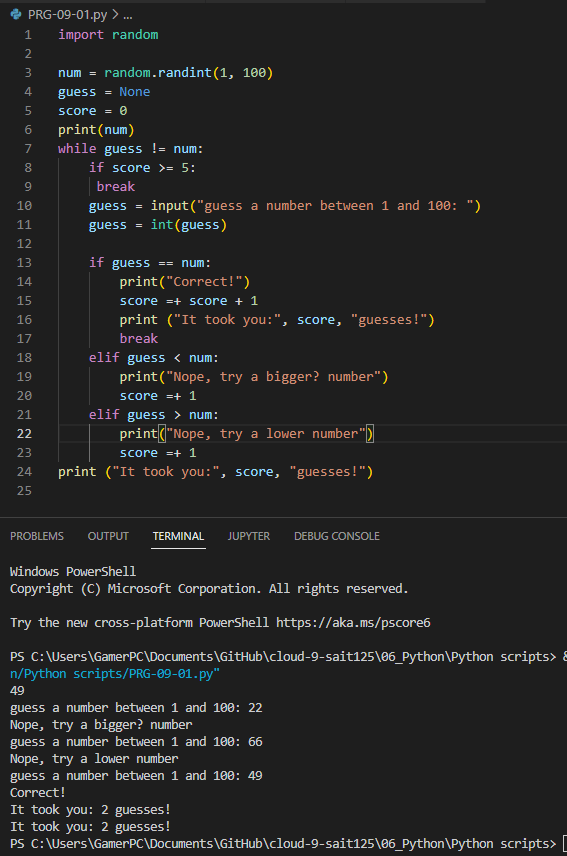 PRG-09-01.py > ...
1 import random
2
3 num = random.randint(1, 100)
4 guess = None
5 score = 0
6 print(num)
7 while guess != num:
8     if score >= 5:
9      break
10     guess = input("guess a number between 1 and 100: ")
11     guess = int(guess)
12
13     if guess == num:
14         print("Correct!")
15         score =+ score + 1
16         print ("It took you:", score, "guesses!")
17         break
18     elif guess < num:
19         print("Nope, try a bigger? number")
20         score =+ 1
21     elif guess > num:
22         print("Nope, try a lower number")
23         score =+ 1
24 print ("It took you:", score, "guesses!")
25
PROBLEMS OUTPUT TERMINAL JUPYTER DEBUG CONSOLE
Windows PowerShell
Copyright (C) Microsoft Corporation. All rights reserved.
Try the new cross-platform PowerShell https://aka.ms/pscore6
PS C:\Users\GamerPC\Documents\GitHub\cloud-9-sait125\06_Python\Python scripts> &
n/Python scripts/PRG-09-01.py"
49
guess a number between 1 and 100: 22
Nope, try a bigger? number
guess a number between 1 and 100: 66
Nope, try a lower number
guess a number between 1 and 100: 49
Correct!
It took you: 2 guesses!
It took you: 2 guesses!
PS C:\Users\GamerPC\Documents\GitHub\cloud-9-sait125\06_Python\Python scripts>